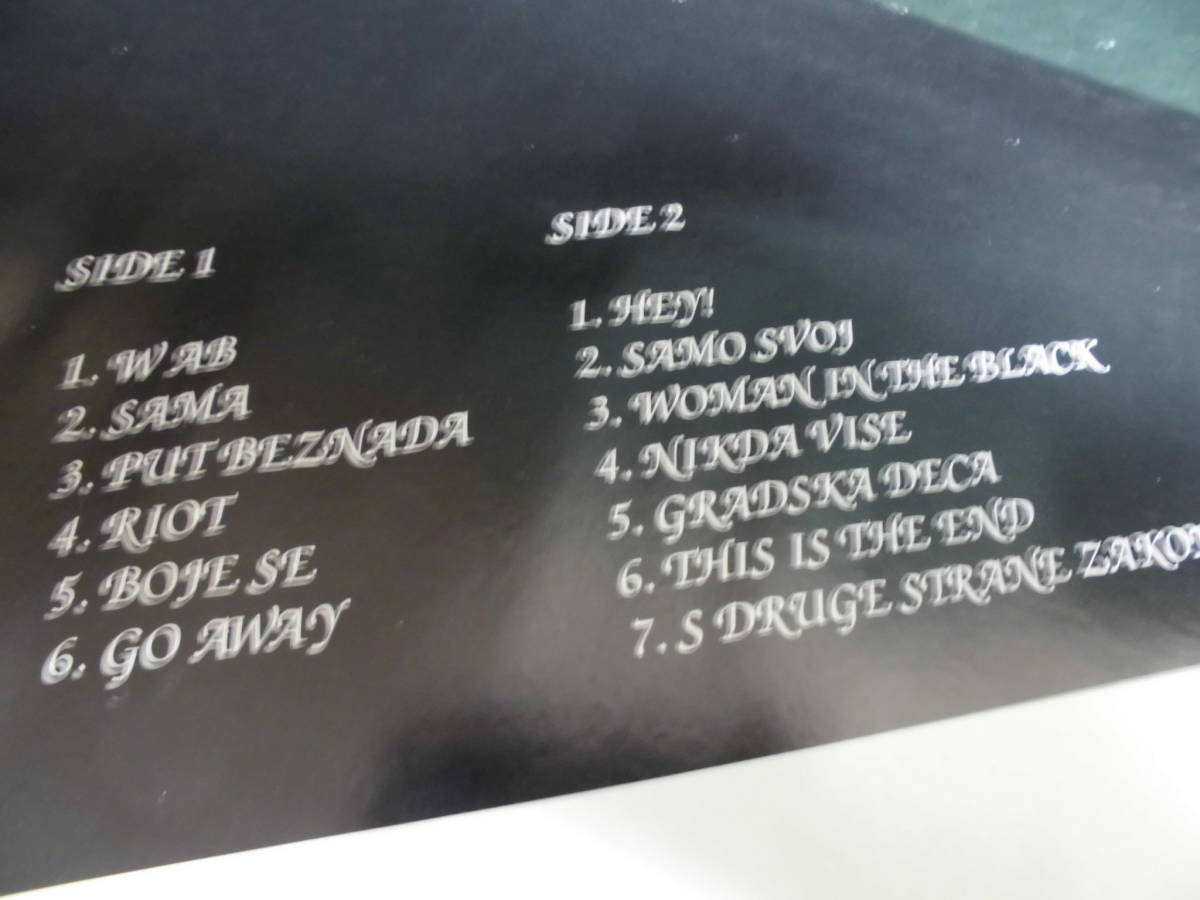 SIDE 1
1. W AB
2. SAMA
3. PUT BEZNADA
4. RIOT
5. BOJE SE
6. GO AWAY
SIDE 2
1. HEY!
2. SAMO SVOJ
3. WOMAN IN THE BLACK
4. NIKDA VISE
5. GRADSKA DECA
6. THIS IS THE END
7. S DRUGE STRANE